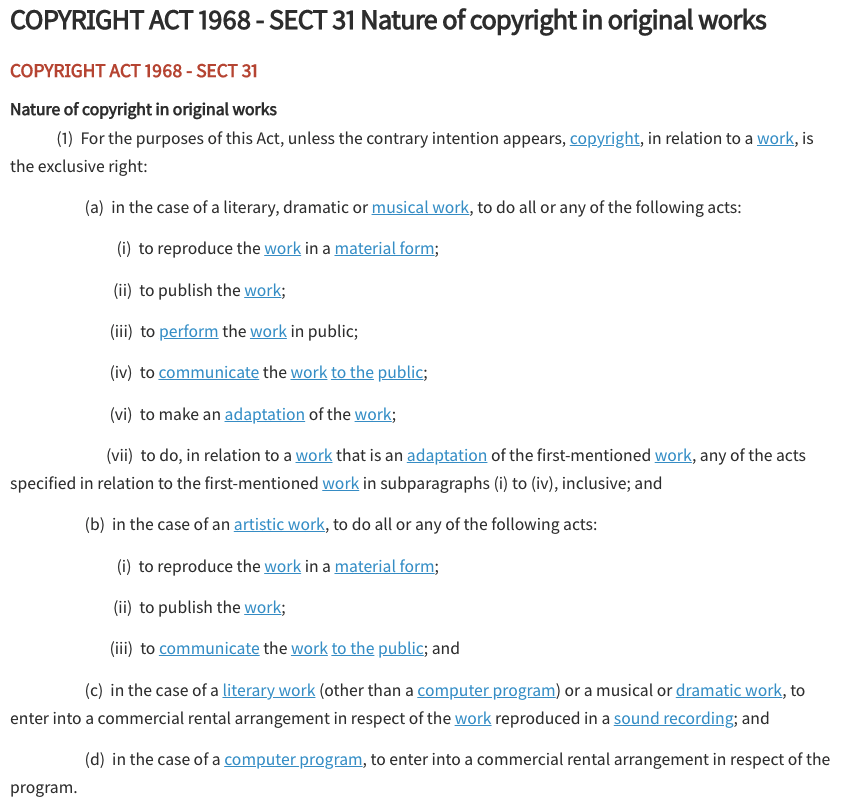 COPYRIGHT ACT 1968 - SECT 31 Nature of copyright in original works
COPYRIGHT ACT 1968 - SECT 31
Nature of copyright in original works
(1) For the purposes of this Act, unless the contrary intention appears, copyright, in relation to a work, is
the exclusive right:
(a) in the case of a literary, dramatic or musical work, to do all or any of the following acts:
(i) to reproduce the work in a material form;
(ii) to publish the work;
(iii) to perform the work in public;
(iv) to communicate the work to the public;
(vi) to make an adaptation of the work;
(vii) to do, in relation to a work that is an adaptation of the first-mentioned work, any of the acts
specified in relation to the first-mentioned work in subparagraphs (i) to (iv), inclusive; and
(b) in the case of an artistic work, to do all or any of the following acts:
(i) to reproduce the work in a material form;
(ii) to publish the work;
(iii) to communicate the work to the public; and
(c) in the case of a literary work (other than a computer program) or a musical or dramatic work, to
enter into a commercial rental arrangement in respect of the work reproduced in a sound recording; and
(d) in the case of a computer program, to enter into a commercial rental arrangement in respect of the
program.